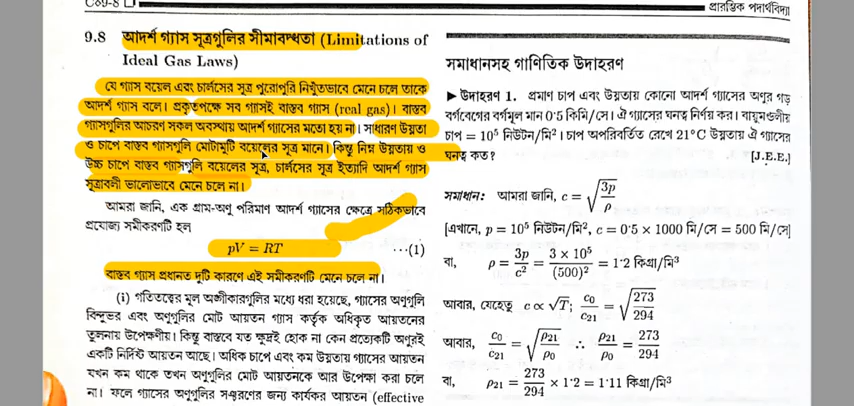 C89-8
প্রারম্ভিক পদার্থবিদ্যা
9.8 আদর্শ গ্যাস সূত্রগুলির সীমাবদ্ধতা (Limitations of
Ideal Gas Laws)
যে গ্যাস বয়েল এবং চার্লসের সূত্র পুরোপুরি নিখুঁতভাবে মেনে চলে তাকে
আদর্শ গ্যাস বলে। প্রকৃতপক্ষে সব গ্যাসই বাস্তব গ্যাস (real gas)। বাস্তব
গ্যাসগুলির আচরণ সকল অবস্থায় আদর্শ গ্যাসের মতো হয় না। সাধারণ উষ্ণতা
ও চাপে বাস্তব গ্যাসগুলি মোটামুটি বয়েলের সূত্র মানে। কিন্তু নিম্ন উষ্ণতায় ও
উচ্চ চাপে বাস্তব গ্যাসগুলি বয়েলের সূত্র, চার্লসের সূত্র ইত্যাদি আদর্শ গ্যাস
সূত্রাবলী ভালোভাবে মেনে চলে না।
আমরা জানি, এক গ্রাম-অণু পরিমাণ আদর্শ গ্যাসের ক্ষেত্রে সঠিকভাবে
প্রযোজ্য সমীকরণটি হল
pV = RT ...(1)
বাস্তব গ্যাস প্রধানত দুটি কারণে এই সমীকরণটি মেনে চলে না।
(i) গতিতত্ত্বের মূল অঙ্গীকারগুলির মধ্যে ধরা হয়েছে, গ্যাসের অণুগুলি
বিন্দুভর এবং অণুগুলির মোট আয়তন গ্যাস কর্তৃক অধিকৃত আয়তনের
তুলনায় উপেক্ষণীয়। কিন্তু বাস্তবে যত ক্ষুদ্রই হোক না কেন প্রত্যেকটি অণুরই
একটি নির্দিষ্ট আয়তন আছে। অধিক চাপে এবং কম উষ্ণতায় গ্যাসের আয়তন
যখন কম থাকে তখন অণুগুলির মোট আয়তনকে আর উপেক্ষা করা চলে
না। ফলে গ্যাসের অণুগুলির সঞ্চরণের জন্য কার্যকর আয়তন (effective
সমাধানসহ গাণিতিক উদাহরণ
▶ উদাহরণ 1. প্রমাণ চাপ এবং উষ্ণতায় কোনো আদর্শ গ্যাসের অণুর গড়
বর্গবেগের বর্গমূল মান 0·5 কিমি/সে। ঐ গ্যাসের ঘনত্ব নির্ণয় কর। বায়ুমণ্ডলীয়
চাপ = 10⁵ নিউটন/মি²। চাপ অপরিবর্তিত রেখে 21°C উষ্ণতায় ঐ গ্যাসের
ঘনত্ব কত? [J.E.E.]
সমাধান: আমরা জানি, c = √(3p/ρ)
[এখানে, p = 10⁵ নিউটন/মি², c = 0·5 × 1000 মি/সে = 500 মি/সে]
বা, ρ = 3p/c² = (3 × 10⁵)/(500)² = 1·2 কিগ্রা/মি³
আবার, যেহেতু c ∝ √T; c₀/c₂₁ = √(273/294)
আবার, c₀/c₂₁ = √(ρ₂₁/ρ₀) ∴ ρ₂₁/ρ₀ = 273/294
বা, ρ₂₁ = 273/294 × 1·2 = 1·11 কিগ্রা/মি³